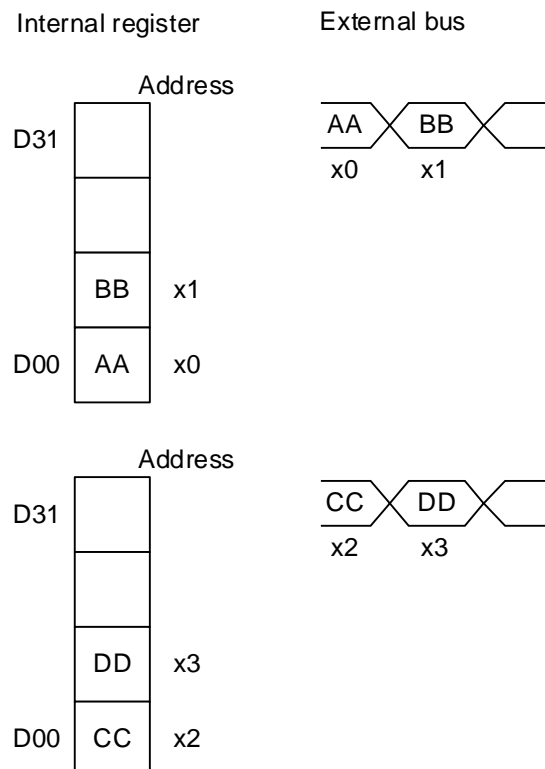 Internal register
External bus
Address
D31
AA
BB
x0
x1
BB
x1
D00
AA
x0
Address
D31
CC
DD
x2
x3
DD
x3
D00
CC
x2